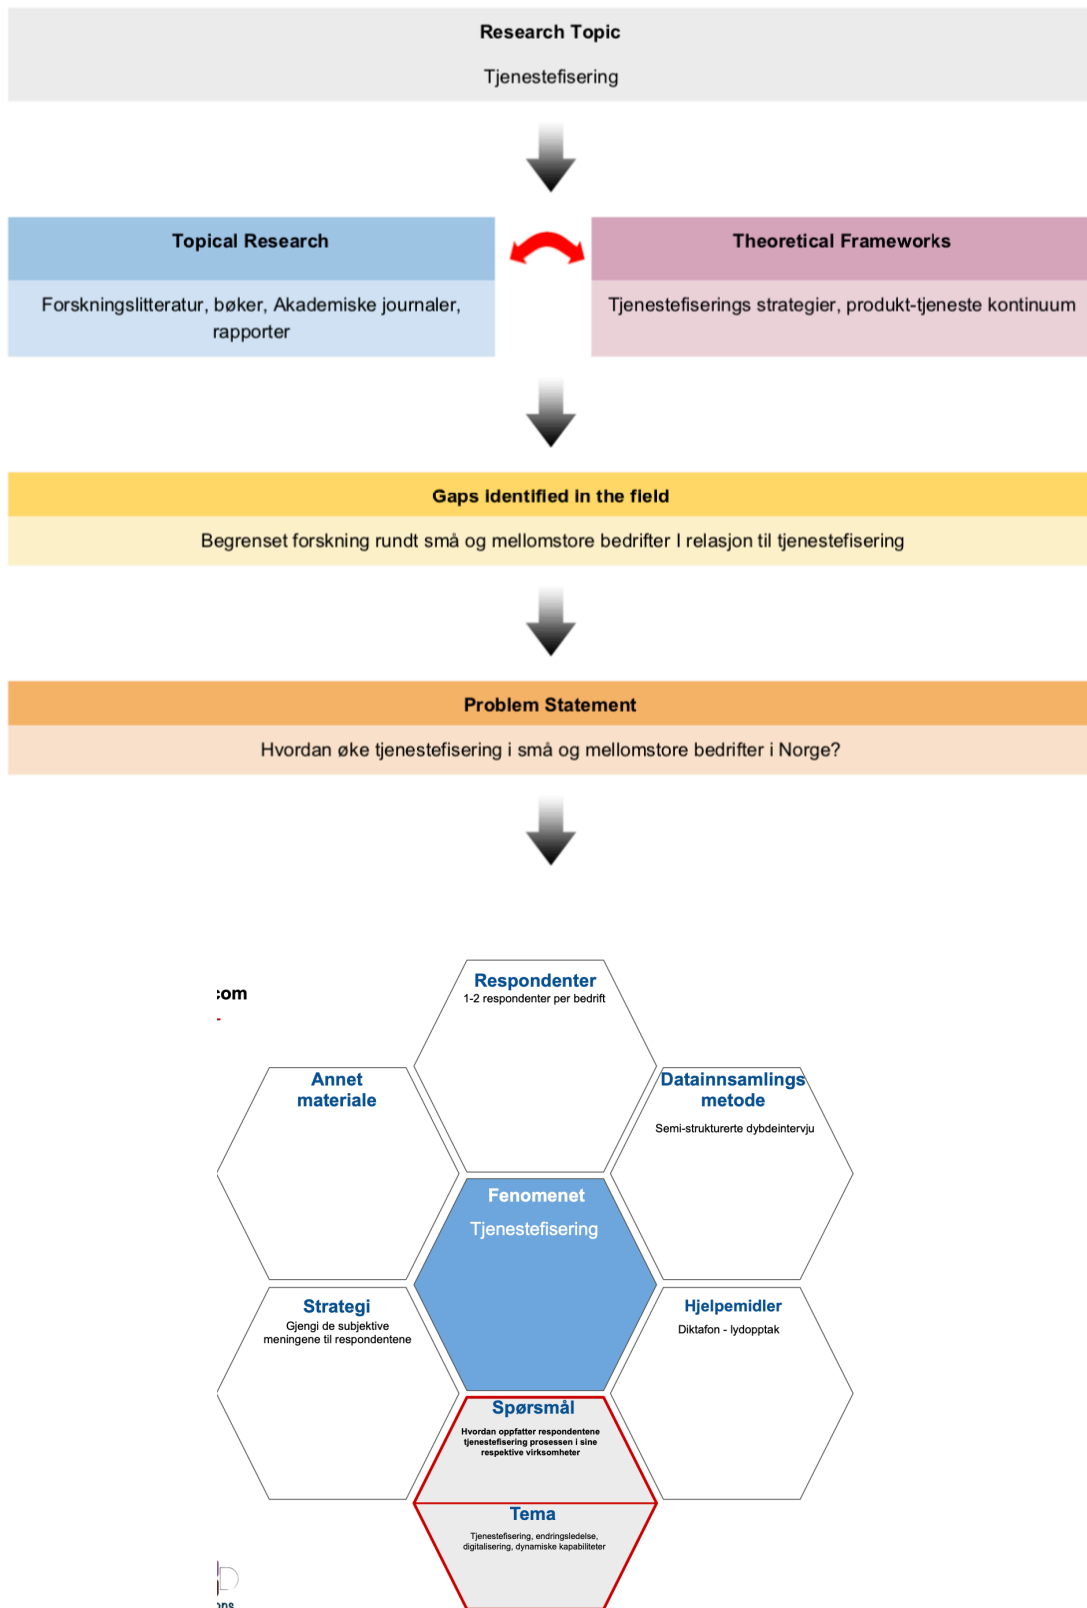 Research Topic
Tjenestefisering
Topical Research
Forskningslitteratur, bøker, Akademiske journaler,
rapporter
Theoretical Frameworks
Tjenestefiserings strategier, produkt-tjeneste kontinuum
Gaps identified in the field
Begrenset forskning rundt små og mellomstore bedrifter I relasjon til tjenestefisering
Problem Statement
Hvordan øke tjenestefisering i små og mellomstore bedrifter i Norge?
com
Respondenter
1-2 respondenter per bedrift
Annet
materiale
Datainnsamlings
metode
Semi-strukturerte dybdeintervju
Fenomenet
Tjenestefisering
Strategi
Gjengi de subjektive
meningene til respondentene
Hjelpemidler
Diktafon - lydopptak
Spørsmål
Hvordan oppfatter respondentene
tjenestefisering prosessen i sine
respektive virksomheter
Tema
Tjenestefisering, endringsledelse,
digitalisering, dynamiske kapabiliteter